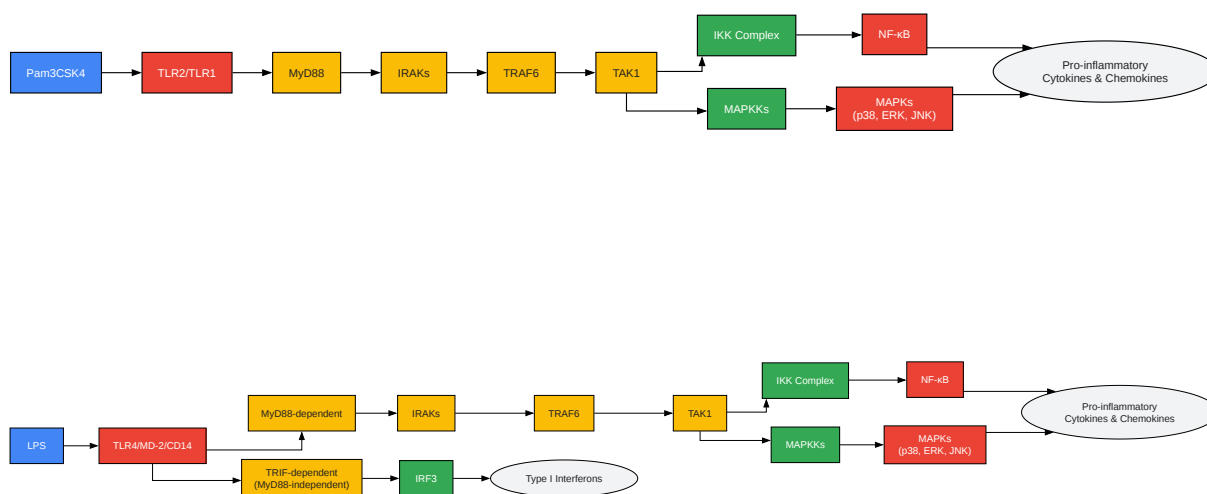 Pam3CSK4
TLR2/TLR1
MyD88
IRAKs
TRAF6
TAK1
IKK Complex
NF-κB
MAPKKs
MAPKs
(p38, ERK, JNK)
Pro-inflammatory
Cytokines & Chemokines
LPS
TLR4/MD-2/CD14
MyD88-dependent
IRAKs
TRAF6
TAK1
IKK Complex
NF-κB
MAPKKs
MAPKs
(p38, ERK, JNK)
Pro-inflammatory
Cytokines & Chemokines
TRIF-dependent
(MyD88-independent)
IRF3
Type I Interferons